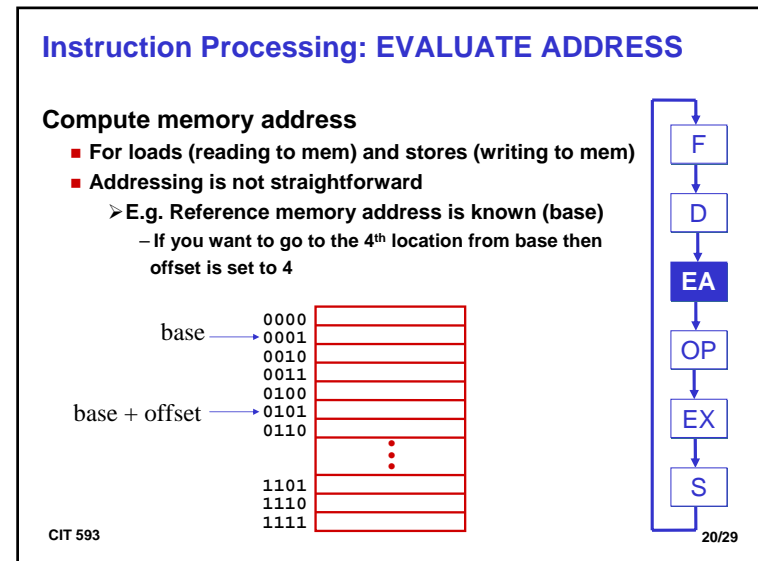 Instruction Processing: EVALUATE ADDRESS
Compute memory address
For loads (reading to mem) and stores (writing to mem)
Addressing is not straightforward
E.g. Reference memory address is known (base)
– If you want to go to the 4th location from base then
offset is set to 4
base
base + offset
0000
0001
0010
0011
0100
0101
0110
1101
1110
1111
F
D
EA
OP
EX
S
CIT 593
20/29